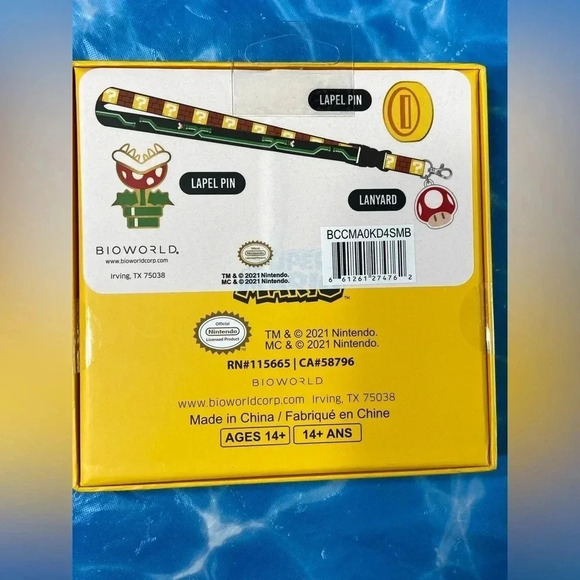 LAPEL PIN
LAPEL PIN
LANYARD
BIOWORLD®
www.bioworldcorp.com
Irving, TX 75038
TM & © 2021 Nintendo.
MC & © 2021 Nintendo.
BCCMA0KD4SMB
6 61261 27476 2
MARIO™
Official
Nintendo
Licensed Product
TM & © 2021 Nintendo.
MC & © 2021 Nintendo.
RN#115665 | CA#58796
BIOWORLD
www.bioworldcorp.com Irving, TX 75038
Made in China / Fabriqué en Chine
AGES 14+ 14+ ANS